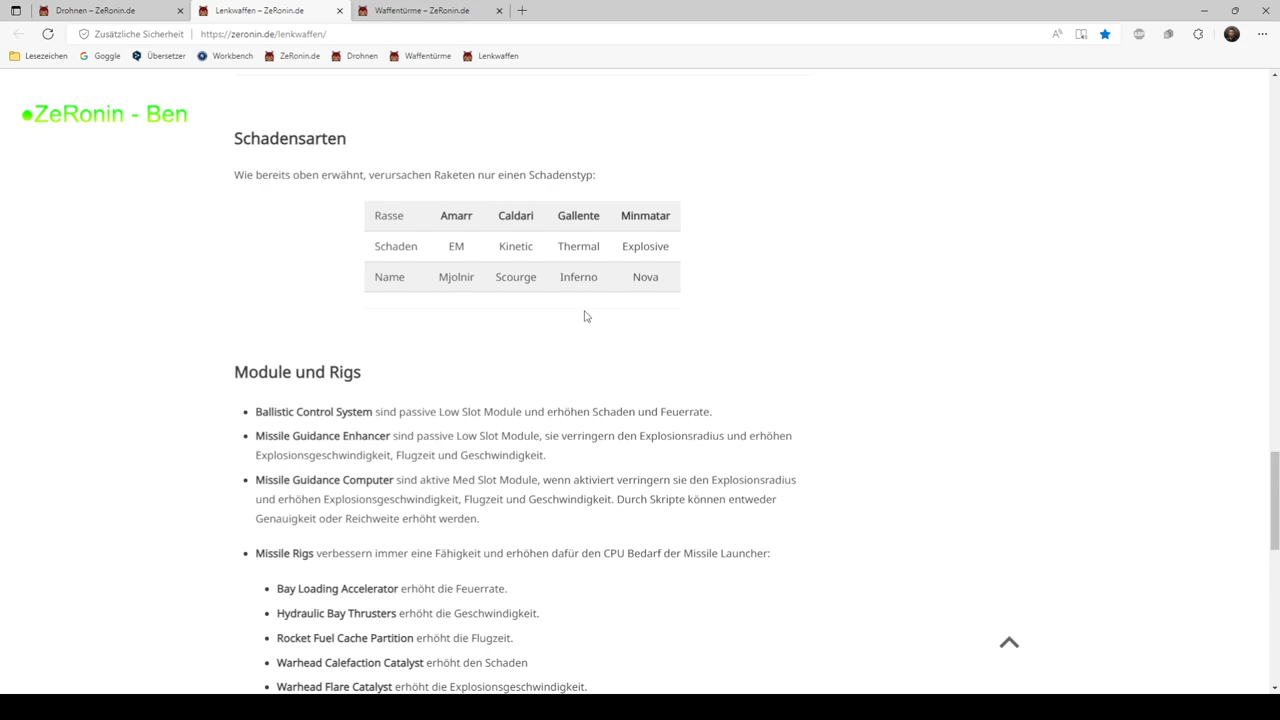 Drohnen – ZeRonin.de
Lenkwaffen – ZeRonin.de
Waffentürme – ZeRonin.de
Zusätzliche Sicherheit
https://zeronin.de/lenkwaffen/
Lesezeichen
Goggle
Übersetzer
Workbench
ZeRonin.de
Drohnen
Waffentürme
Lenkwaffen
ZeRonin - Ben
Schadensarten
Wie bereits oben erwähnt, verursachen Raketen nur einen Schadenstyp:
Rasse Amarr Caldari Gallente Minmatar
Schaden EM Kinetic Thermal Explosive
Name Mjolnir Scourge Inferno Nova
Module und Rigs
• Ballistic Control System sind passive Low Slot Module und erhöhen Schaden und Feuerrate.
• Missile Guidance Enhancer sind passive Low Slot Module, sie verringern den Explosionsradius und erhöhen
Explosionsgeschwindigkeit, Flugzeit und Geschwindigkeit.
• Missile Guidance Computer sind aktive Med Slot Module, wenn aktiviert verringern sie den Explosionsradius
und erhöhen Explosionsgeschwindigkeit, Flugzeit und Geschwindigkeit. Durch Skripte können entweder
Genauigkeit oder Reichweite erhöht werden.
• Missile Rigs verbessern immer eine Fähigkeit und erhöhen dafür den CPU Bedarf der Missile Launcher:
• Bay Loading Accelerator erhöht die Feuerrate.
• Hydraulic Bay Thrusters erhöht die Geschwindigkeit.
• Rocket Fuel Cache Partition erhöht die Flugzeit.
• Warhead Calefaction Catalyst erhöht den Schaden
• Warhead Flare Catalyst erhöht die Explosionsgeschwindigkeit.